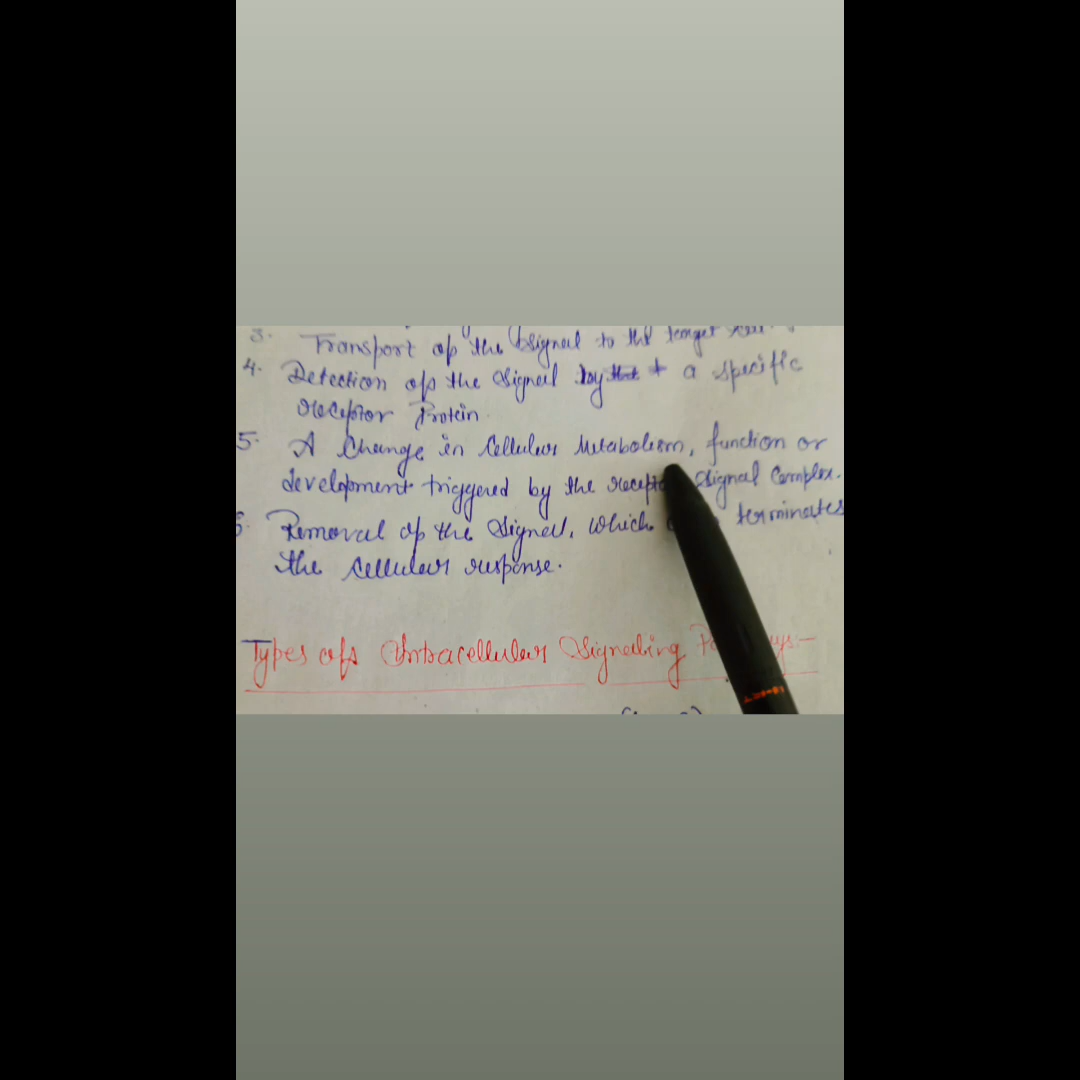 3. Transport of the signal to the target
4. Detection of the signal by a specific
receptor Protein
5. A Change in Cellular Metabolism, function or
development triggered by the signal Complex.
Removal of the signal, which terminates
the cellular response.
Types of Intracellular Signaling